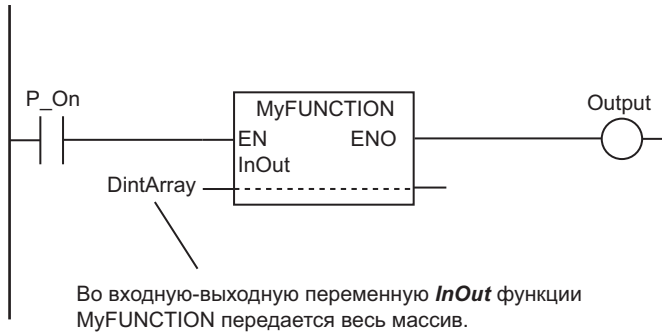 P_On
MyFUNCTION
Output
EN ENO
InOut
DintArray
Во входную-выходную переменную InOut функции
MyFUNCTION передается весь массив.